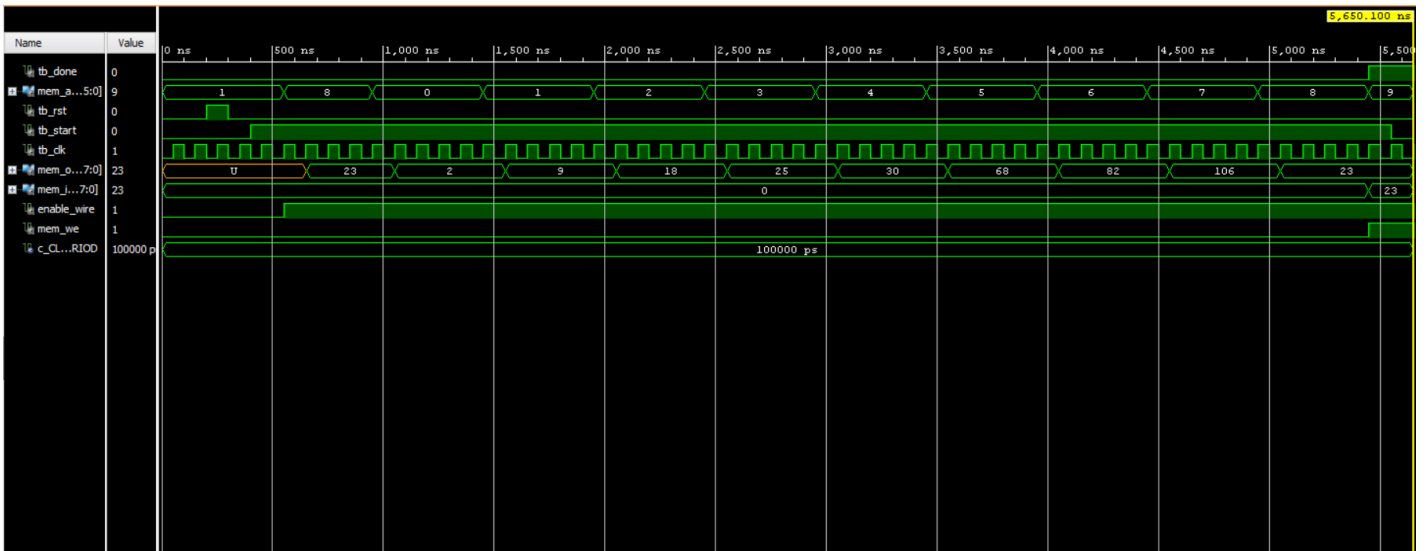 5,650.100 ns
Name Value 0 ns 500 ns 1,000 ns 1,500 ns 2,000 ns 2,500 ns 3,000 ns 3,500 ns 4,000 ns 4,500 ns 5,000 ns 5,500
tb_done 0
mem_a...5:0] 9 1 8 0 1 2 3 4 5 6 7 8 9
tb_rst 0
tb_start 0
tb_clk 1
mem_o...7:0] 23 U 23 2 9 18 25 30 68 82 106 23
mem_i...7:0] 23 0 23
enable_wire 1
mem_we 1
c_CL...RIOD 100000 p 100000 ps